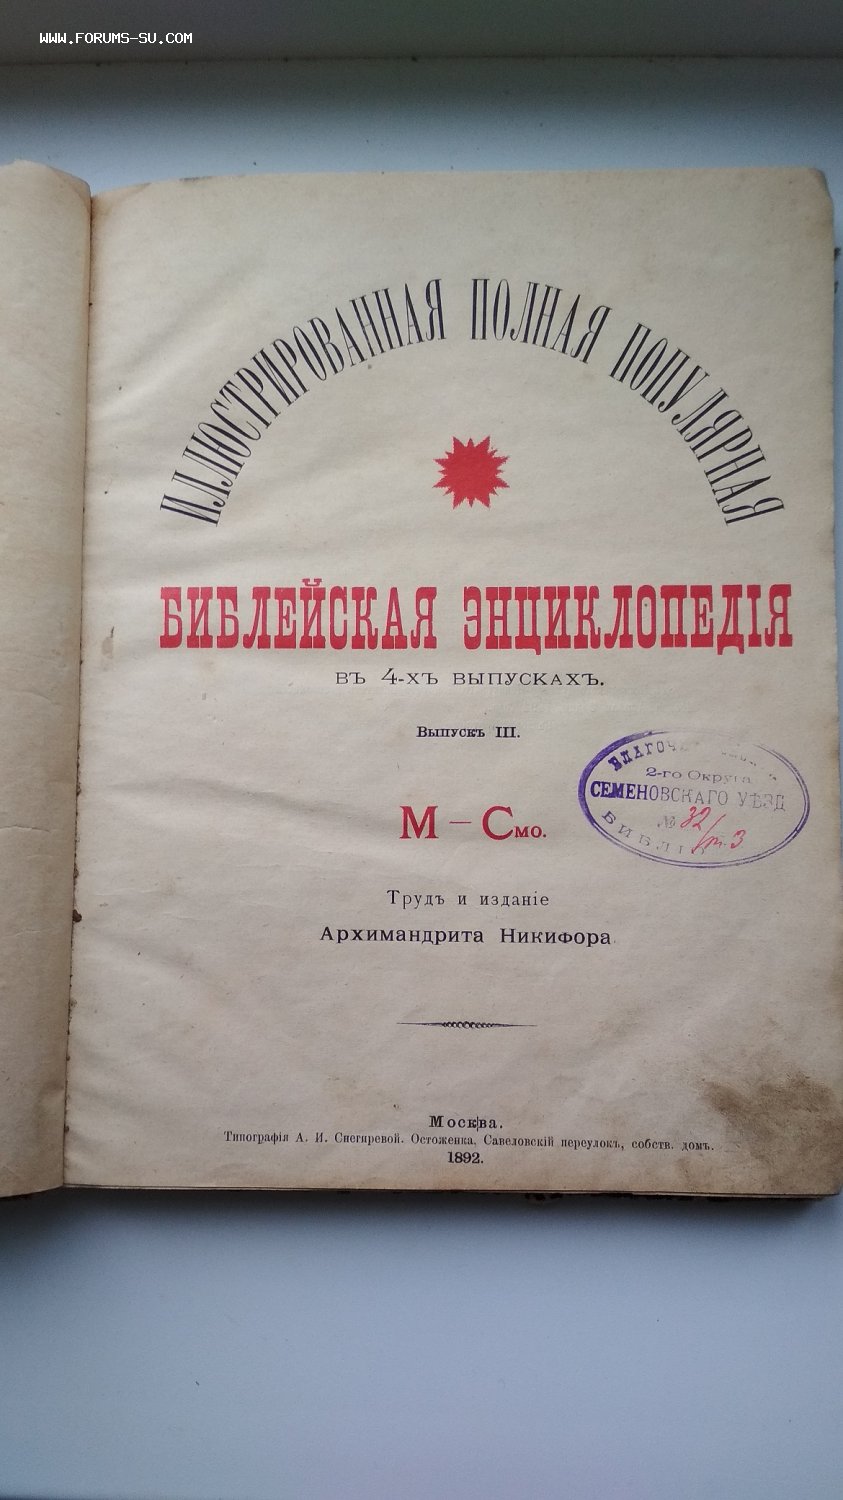 WWW.FORUMS-SU.COM
ИЛЛЮСТРИРОВАННАЯ ПОЛНАЯ ПОПУЛЯРНАЯ
БИБЛЕЙСКАЯ ЭНЦИКЛОПЕДІЯ
ВЪ 4-ХЪ ВЫПУСКАХЪ.
Выпускъ III.
М — Смо.
2-го Округа
СЕМЕНОВСКАГО УѢЗД
№ 32/
Трудъ и изданіе
Архимандрита Никифора
Москва.
Типографія А. И. Снегиревой. Остоженка, Савеловскій переулокъ, собств. домъ.
1892.